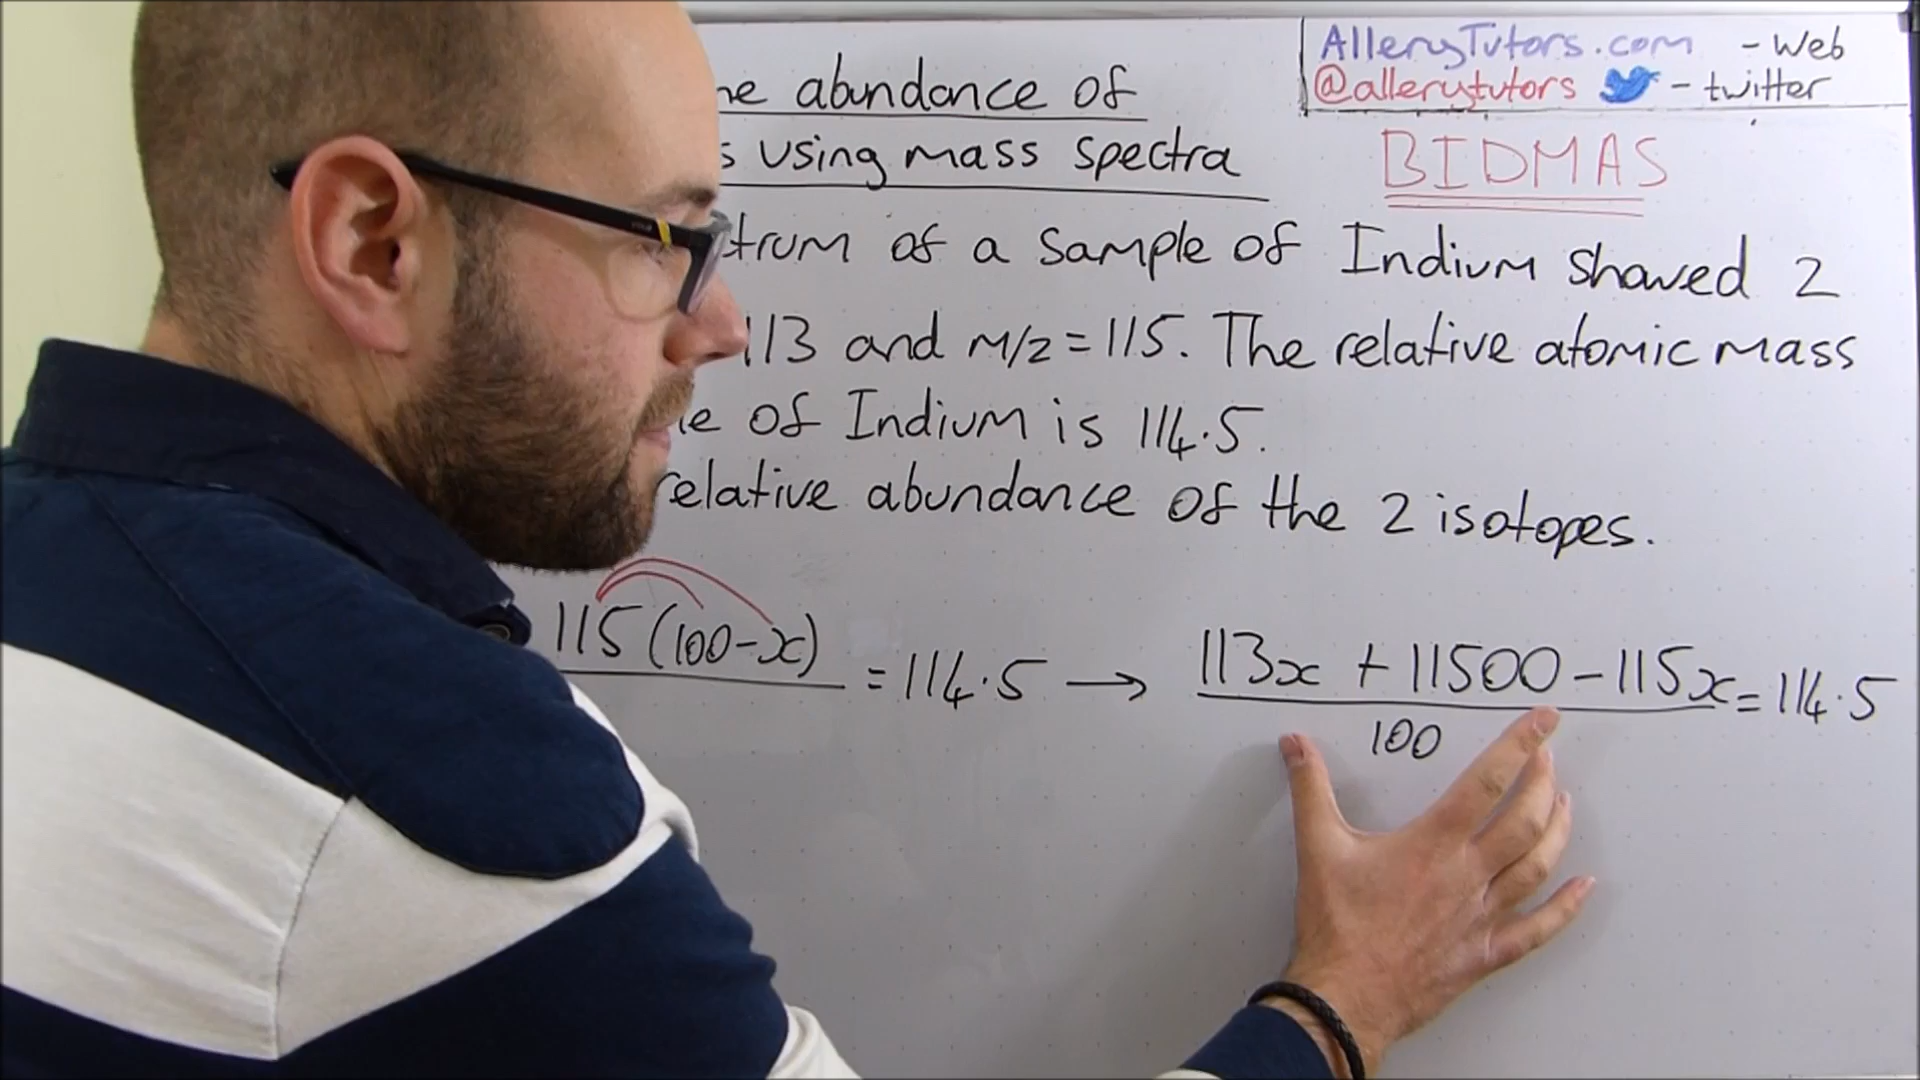 AlleryTutors.com - Web
@allerytutors - twitter
BIDMAS
abundance of
using mass spectra
of a sample of Indium showed 2
113 and m/z = 115. The relative atomic mass
of Indium is 114.5.
relative abundance of the 2 isotopes.
115(100-x) = 114.5 → 113x + 11500 - 115x = 114.5
100